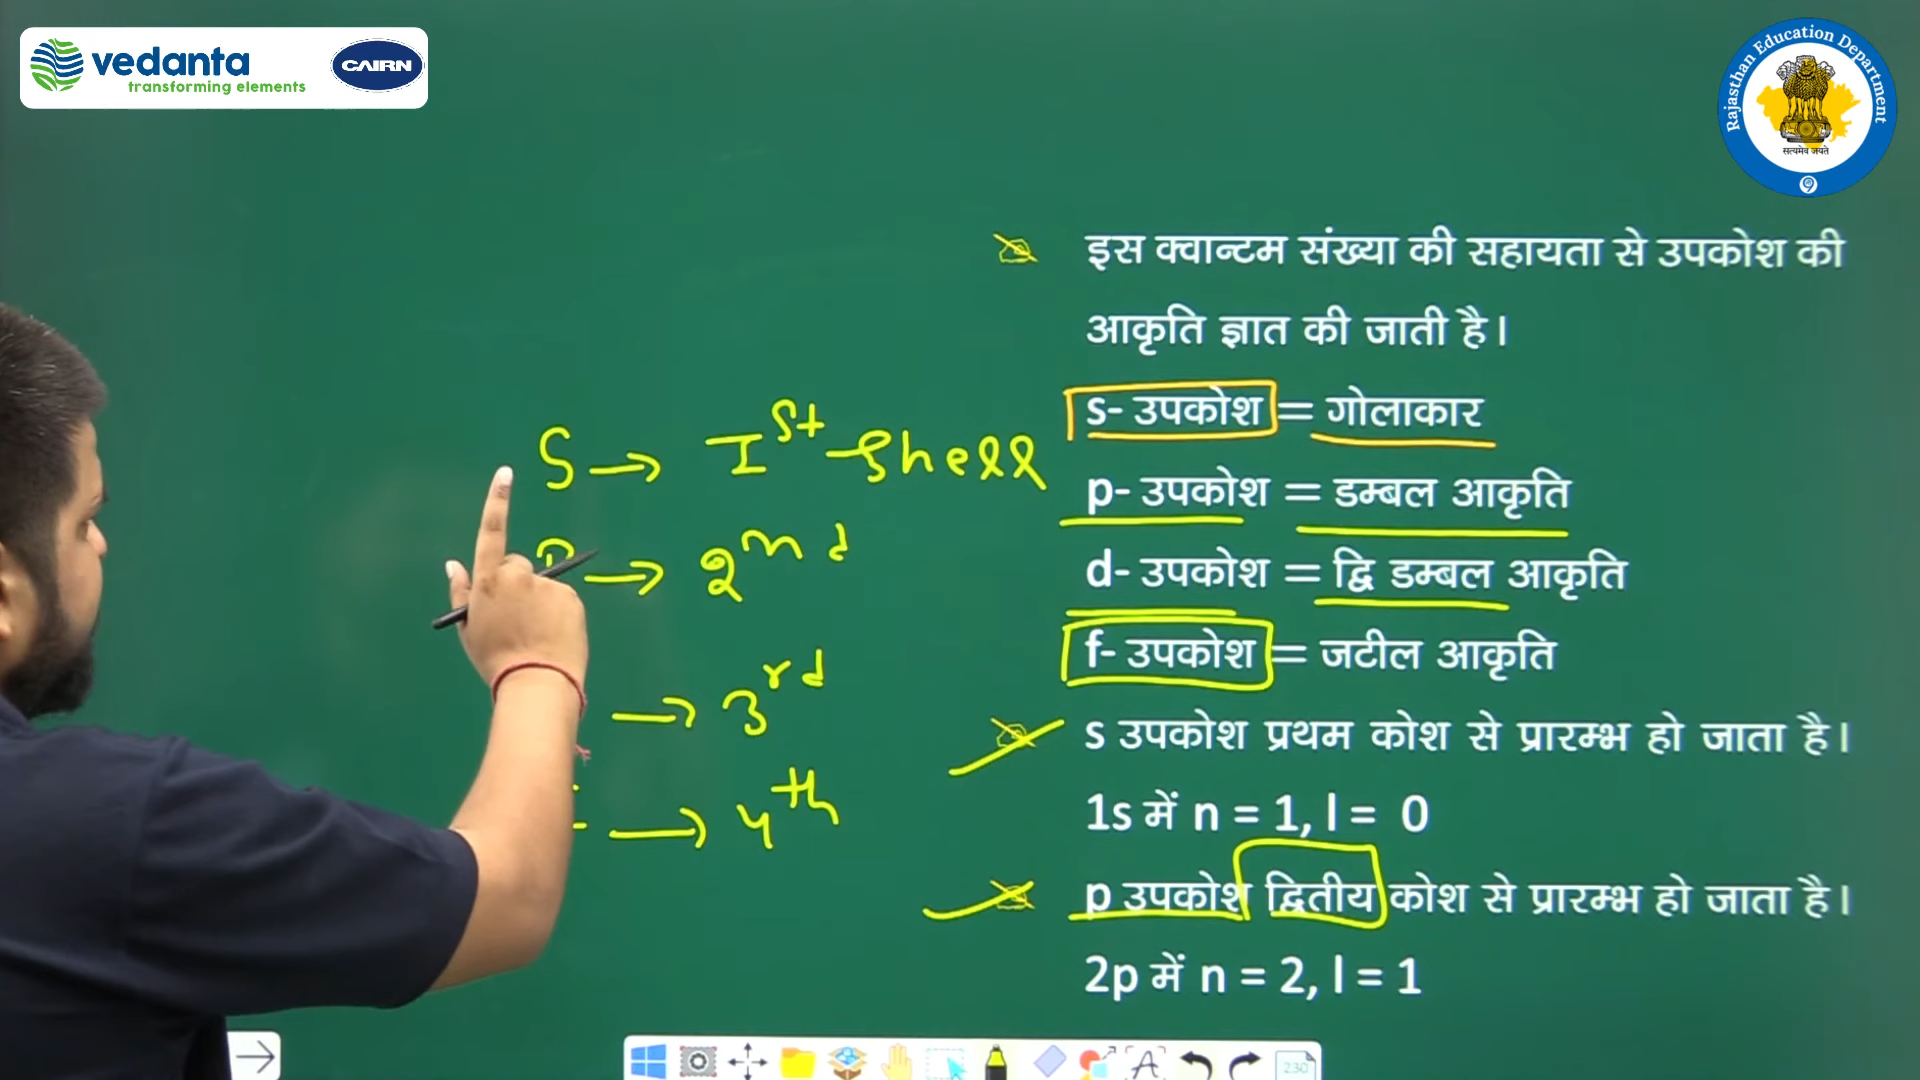 vedanta
transforming elements
CAIRN
Rajasthan Education Department
सत्यमेव जयते
इस क्वान्टम संख्या की सहायता से उपकोश की
आकृति ज्ञात की जाती है।
s- उपकोश = गोलाकार
p- उपकोश = डम्बल आकृति
d- उपकोश = द्वि डम्बल आकृति
f- उपकोश = जटील आकृति
s उपकोश प्रथम कोश से प्रारम्भ हो जाता है।
1s में n = 1, l = 0
p उपकोश द्वितीय कोश से प्रारम्भ हो जाता है।
2p में n = 2, l = 1
S → Ist shell
→ 2nd
→ 3rd
→ 4th
A
230